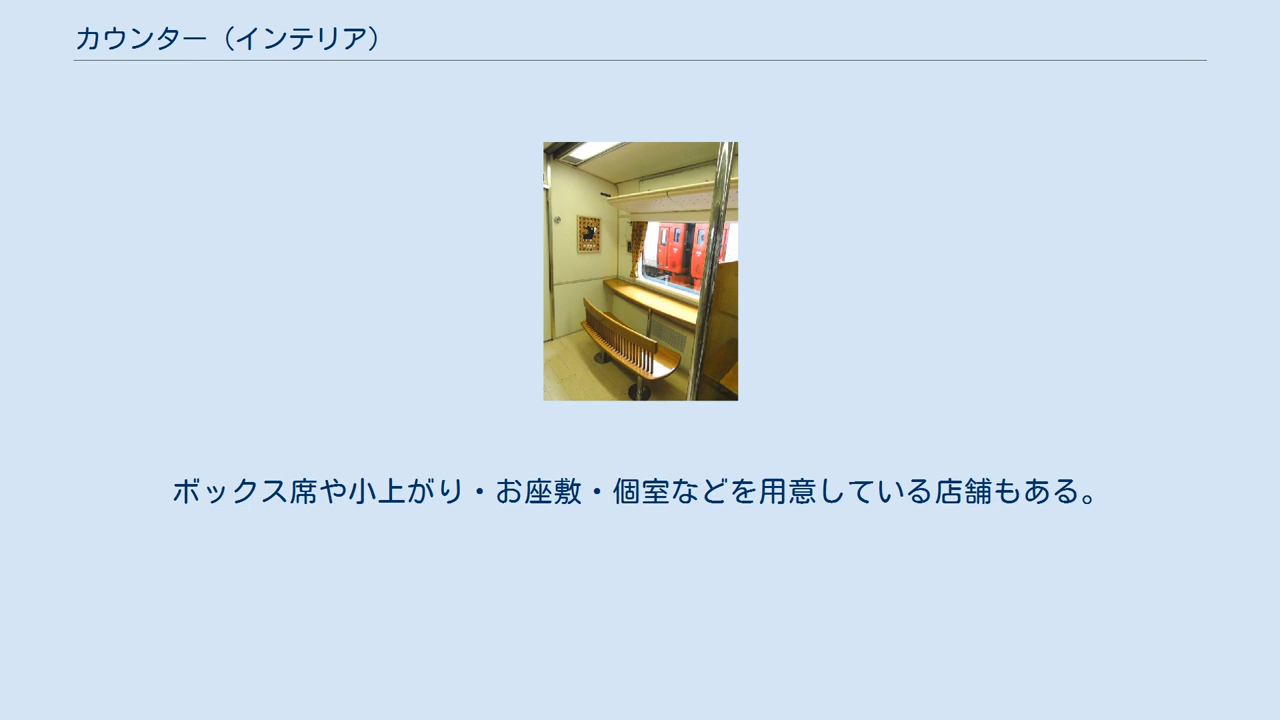 カウンター（インテリア）
ボックス席や小上がり・お座敷・個室などを用意している店舗もある。